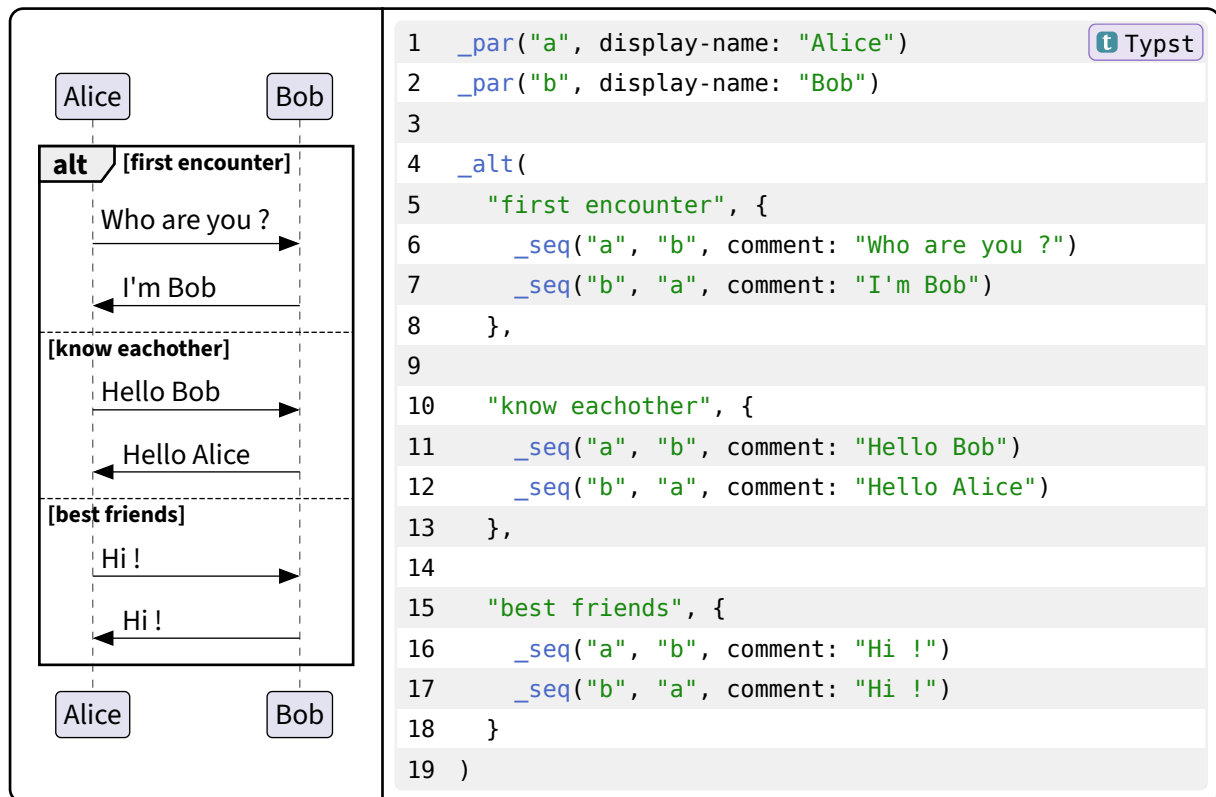 Alice Bob
alt [first encounter]
Who are you ?
I'm Bob
[know eachother]
Hello Bob
Hello Alice
[best friends]
Hi !
Hi !
Alice Bob
1 _par("a", display-name: "Alice")
t Typst
2 _par("b", display-name: "Bob")
3
4 _alt(
5   "first encounter", {
6     _seq("a", "b", comment: "Who are you ?")
7     _seq("b", "a", comment: "I'm Bob")
8   },
9
10   "know eachother", {
11     _seq("a", "b", comment: "Hello Bob")
12     _seq("b", "a", comment: "Hello Alice")
13   },
14
15   "best friends", {
16     _seq("a", "b", comment: "Hi !")
17     _seq("b", "a", comment: "Hi !")
18   }
19 )